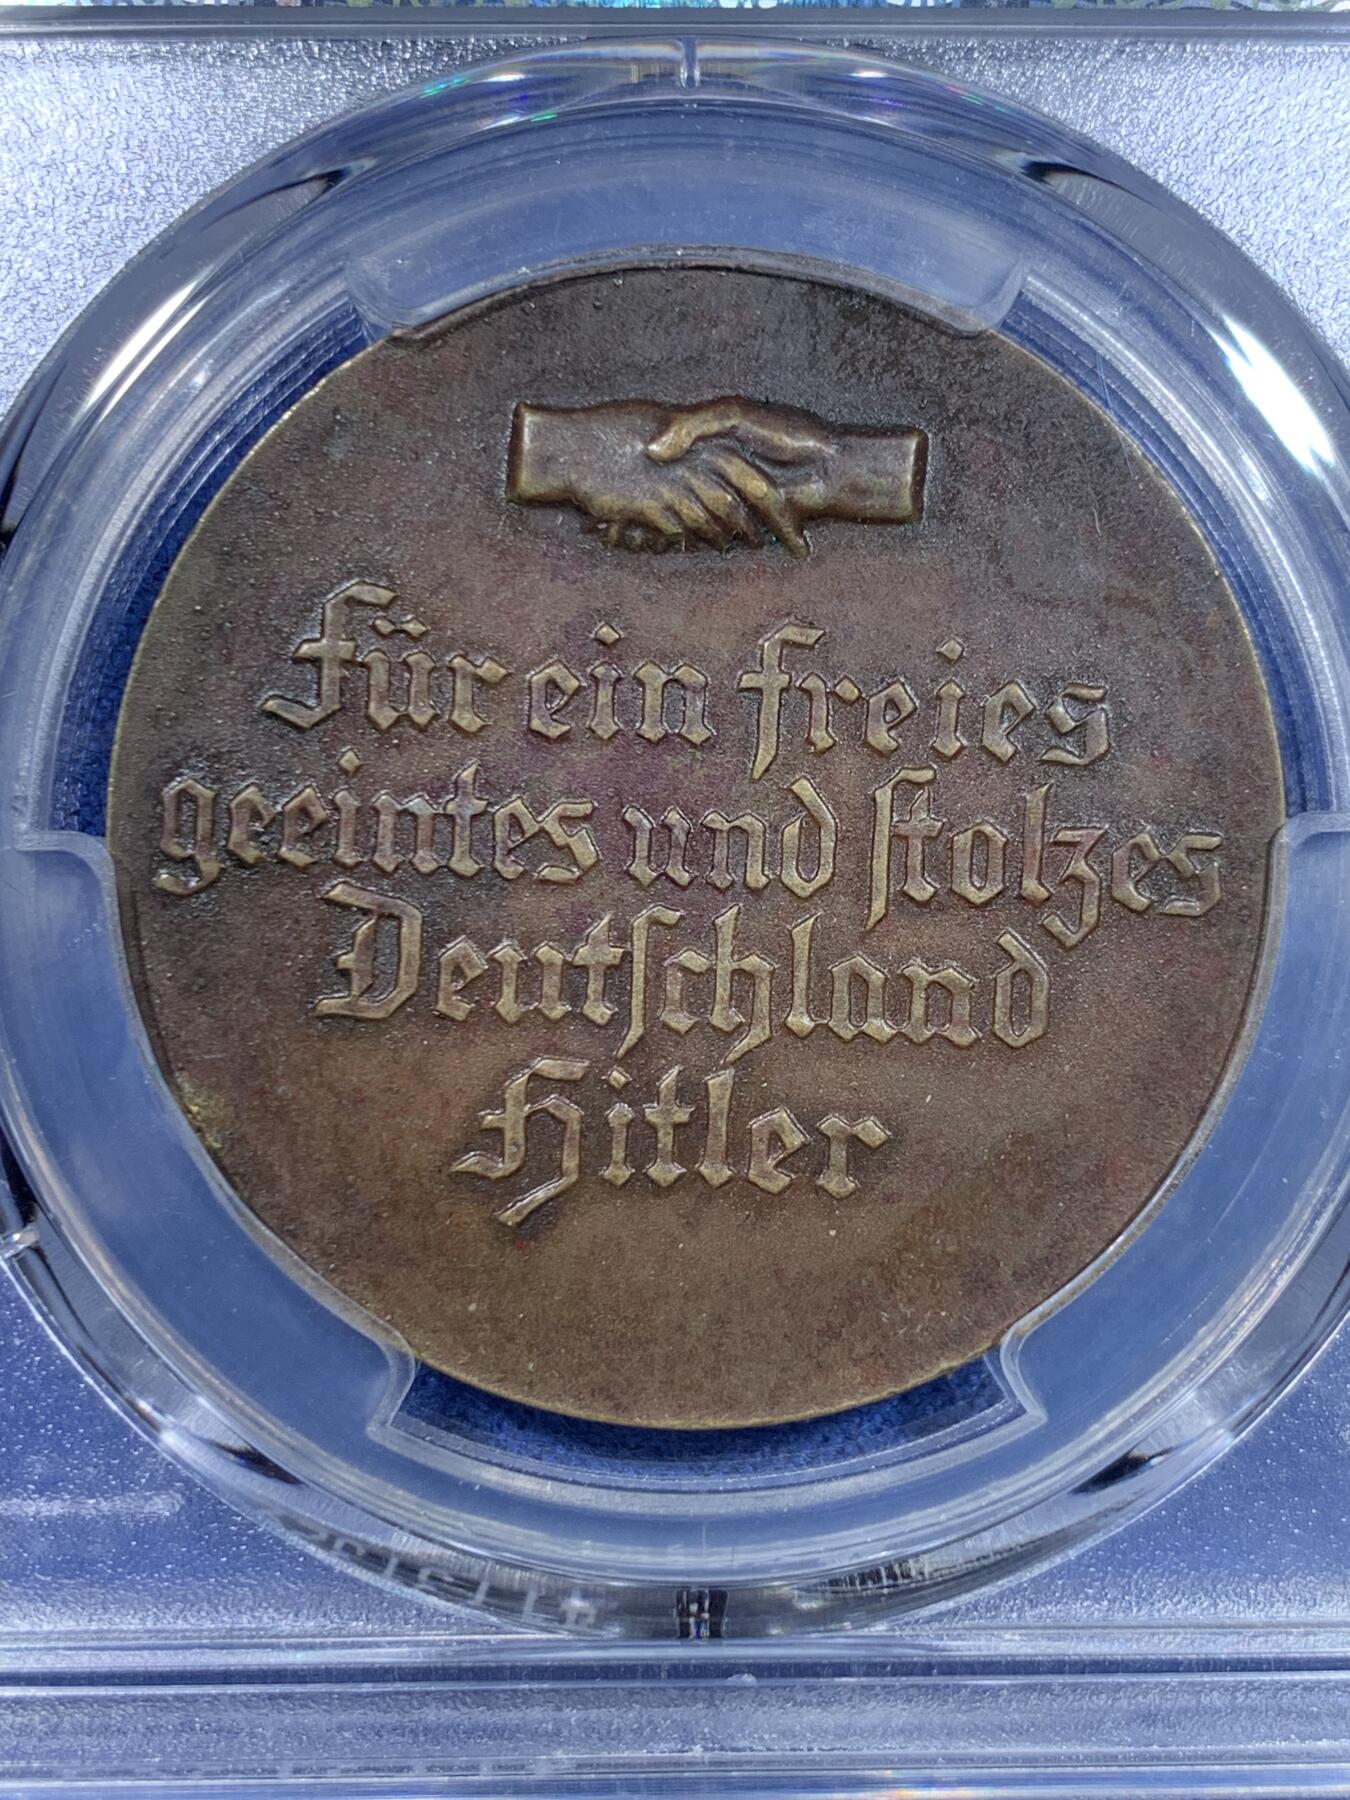 für ein freies
geeintes und stolzes
Deutschland
Hitler